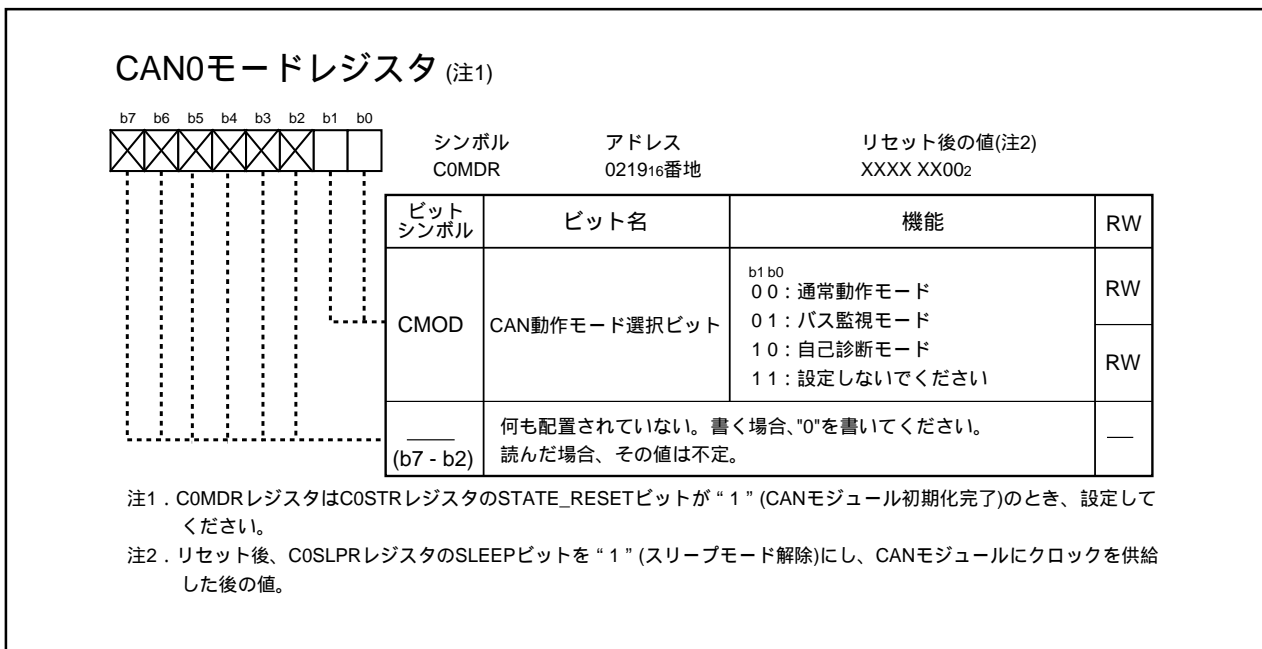 CAN0モードレジスタ (注1)
b7 b6 b5 b4 b3 b2 b1 b0
シンボル アドレス リセット後の値(注2)
C0MDR 021916番地 XXXX XX002
ビット
シンボル ビット名 機能 RW
CMOD CAN動作モード選択ビット
b1 b0
0 0：通常動作モード
0 1：バス監視モード
1 0：自己診断モード
1 1：設定しないでください
RW
RW
(b7 - b2)
何も配置されていない。書く場合、"0"を書いてください。
読んだ場合、その値は不定。
—
注1．C0MDRレジスタはC0STRレジスタのSTATE_RESETビットが“1”(CANモジュール初期化完了)のとき、設定して
ください。
注2．リセット後、C0SLPRレジスタのSLEEPビットを“1”(スリープモード解除)にし、CANモジュールにクロックを供給
した後の値。